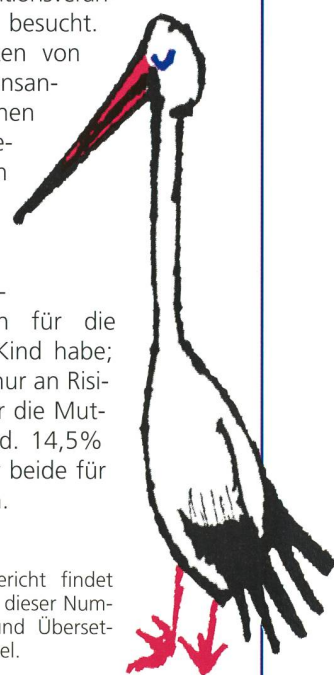 besucht.
en von
nsan-
nen
e-
n
-
n für die
Kind habe;
nur an Risi-
r die Mut-
d. 14,5%
beide für
n.
ericht findet
dieser Num-
und Überset-
el.